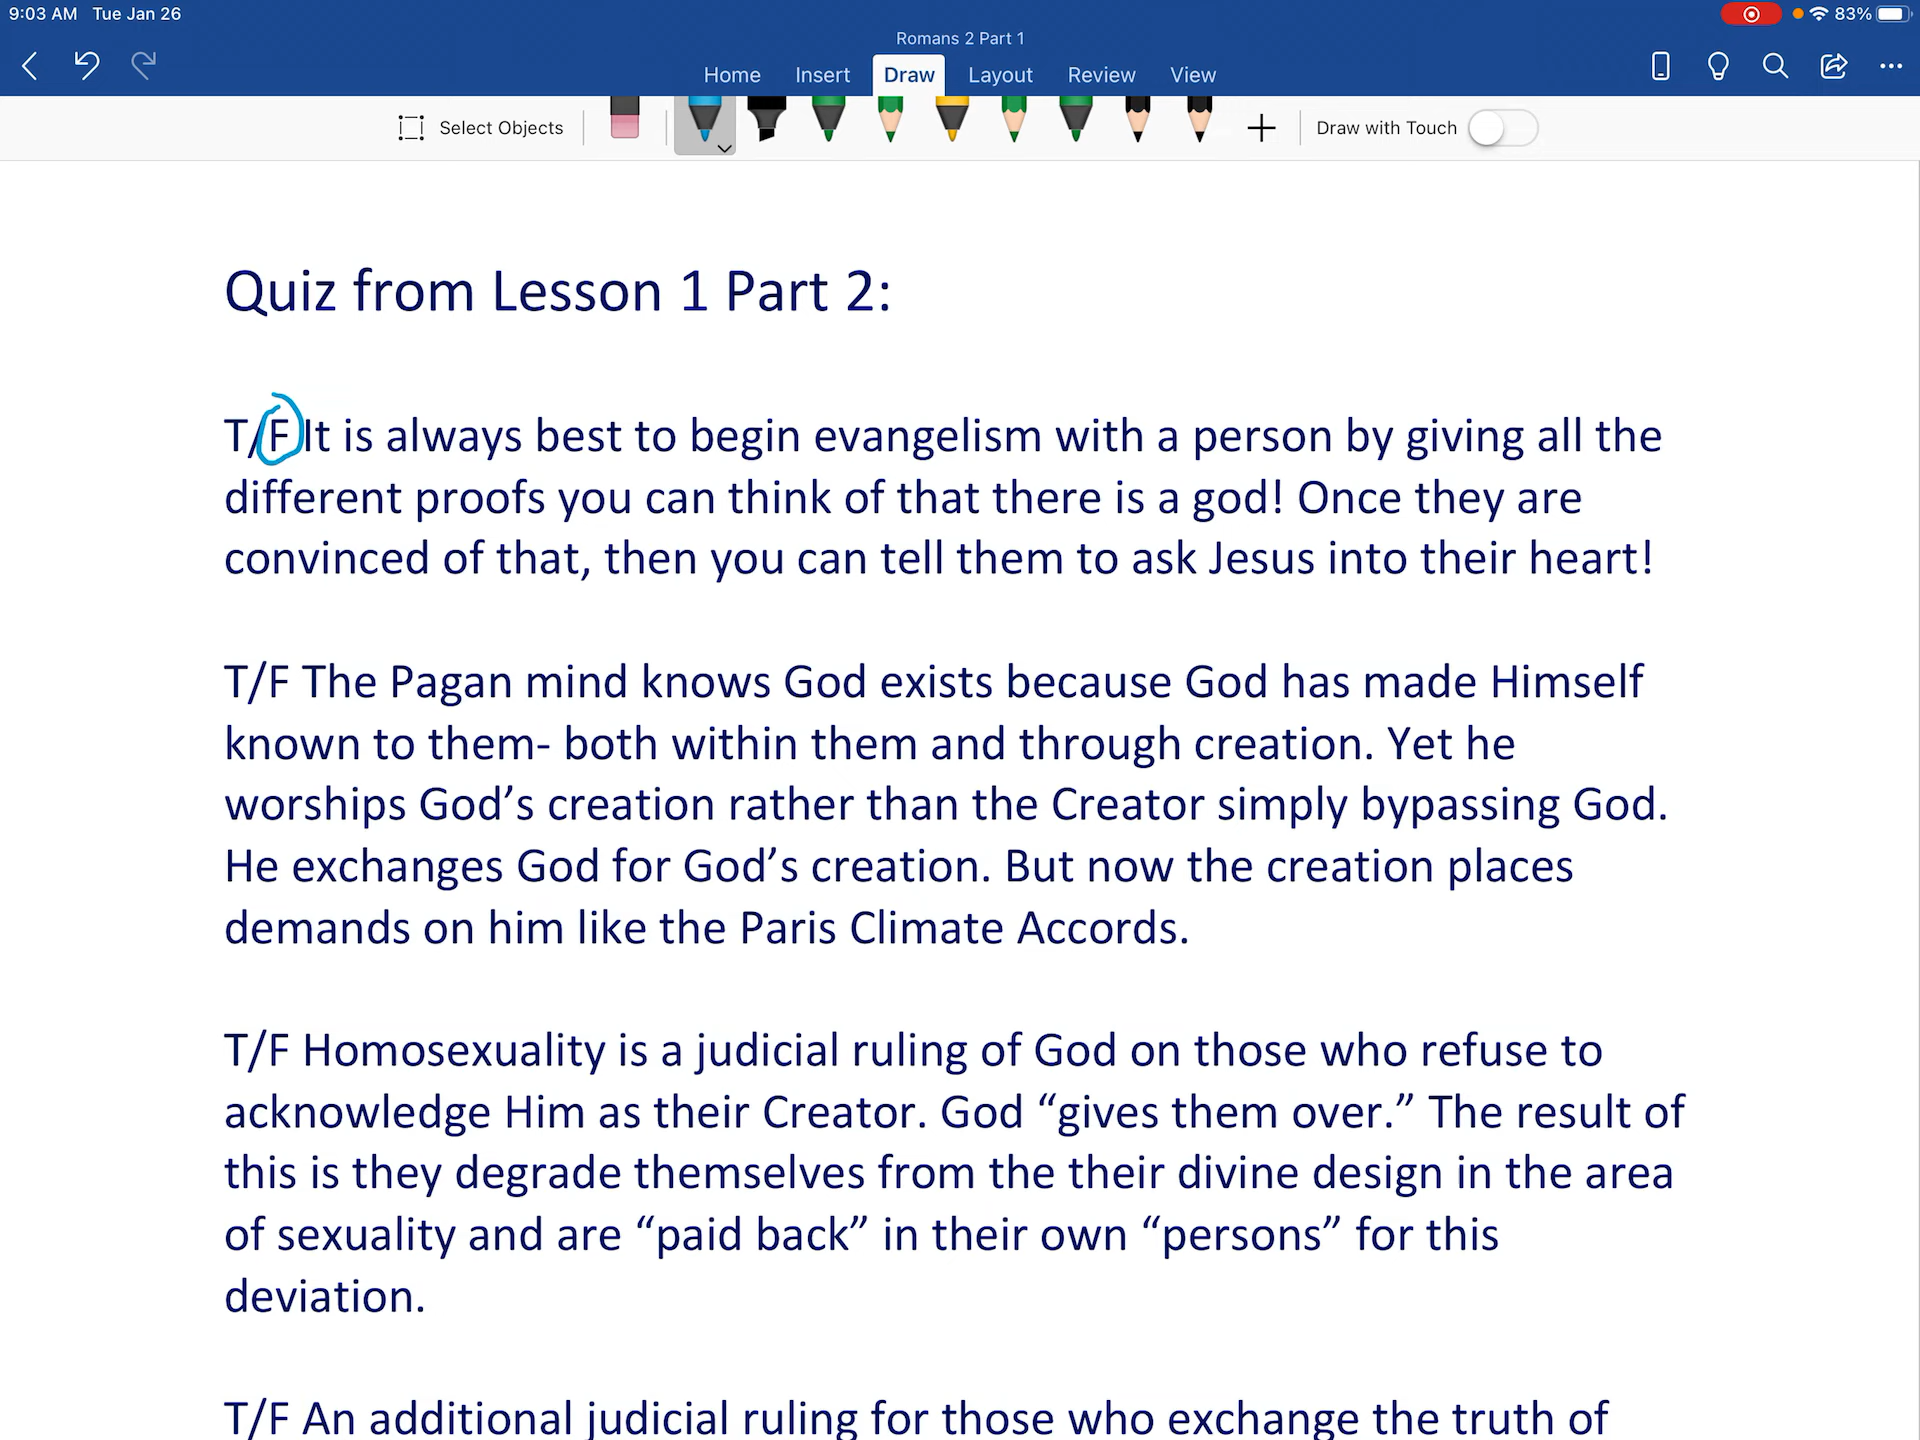 9:03 AM Tue Jan 26
83%
Romans 2 Part 1
Home Insert Draw Layout Review View
Select Objects
Draw with Touch
Quiz from Lesson 1 Part 2:
T/F It is always best to begin evangelism with a person by giving all the
different proofs you can think of that there is a god! Once they are
convinced of that, then you can tell them to ask Jesus into their heart!
T/F The Pagan mind knows God exists because God has made Himself
known to them- both within them and through creation. Yet he
worships God’s creation rather than the Creator simply bypassing God.
He exchanges God for God’s creation. But now the creation places
demands on him like the Paris Climate Accords.
T/F Homosexuality is a judicial ruling of God on those who refuse to
acknowledge Him as their Creator. God “gives them over.” The result of
this is they degrade themselves from the their divine design in the area
of sexuality and are “paid back” in their own “persons” for this
deviation.
T/F An additional judicial ruling for those who exchange the truth of